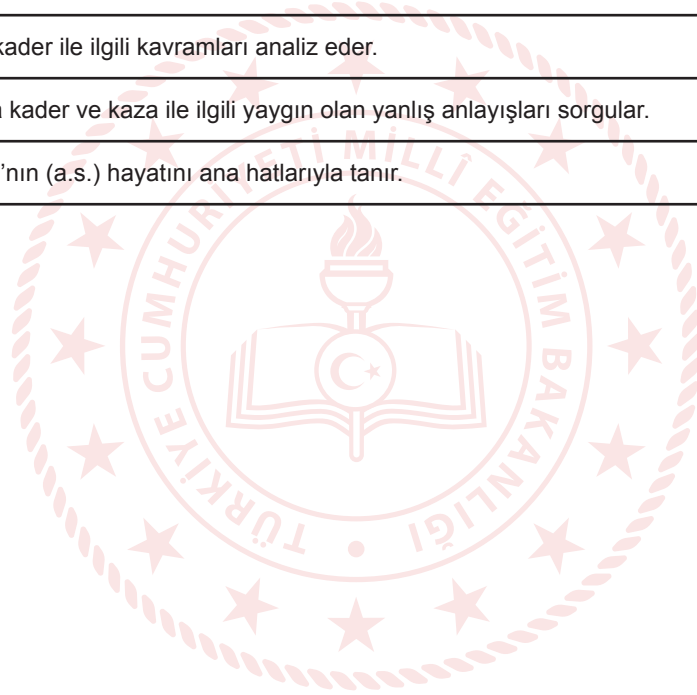 kader ile ilgili kavramları analiz eder.
kader ve kaza ile ilgili yaygın olan yanlış anlayışları sorgular.
’nın (a.s.) hayatını ana hatlarıyla tanır.
TÜRKİYE CUMHURİYETİ MİLLÎ EĞİTİM BAKANLIĞI